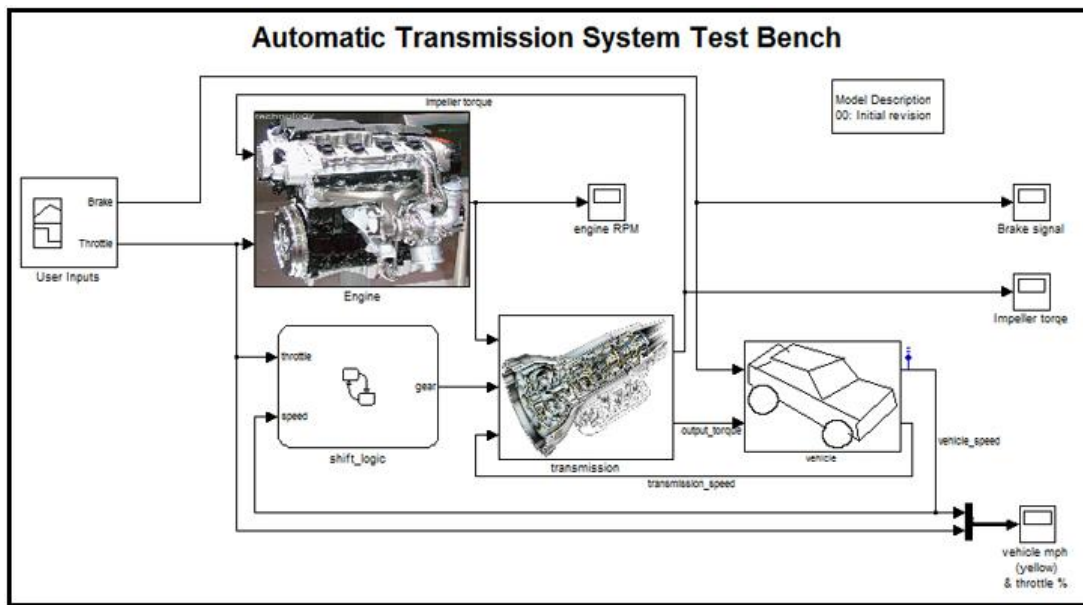 Automatic Transmission System Test Bench
Impeller torque
Model Description
00: Initial revision
Brake
Throttle
User Inputs
Engine
engine RPM
Brake signal
Impeller torqe
throttle
speed
gear
shift_logic
transmission
output_torque
vehicle
vehicle_speed
transmission_speed
vehicle mph
(yellow)
& throttle %